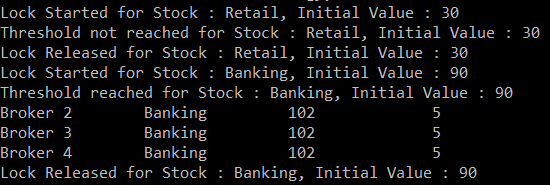 Lock Started for Stock : Retail, Initial Value : 30
Threshold not reached for Stock : Retail, Initial Value : 30
Lock Released for Stock : Retail, Initial Value : 30
Lock Started for Stock : Banking, Initial Value : 90
Threshold reached for Stock : Banking, Initial Value : 90
Broker 2 Banking 102 5
Broker 3 Banking 102 5
Broker 4 Banking 102 5
Lock Released for Stock : Banking, Initial Value : 90